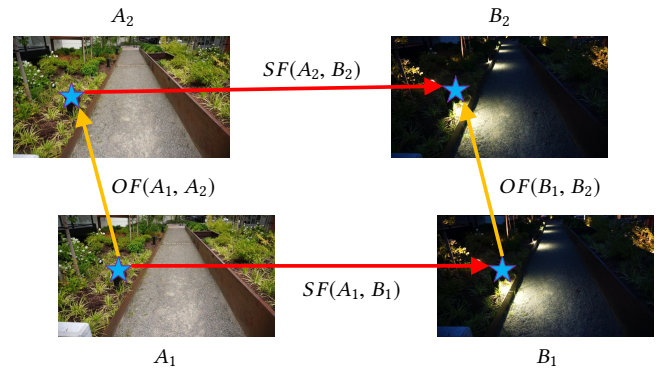 A₂ B₂
SF(A₂, B₂)
OF(A₁, A₂) OF(B₁, B₂)
SF(A₁, B₁)
A₁ B₁